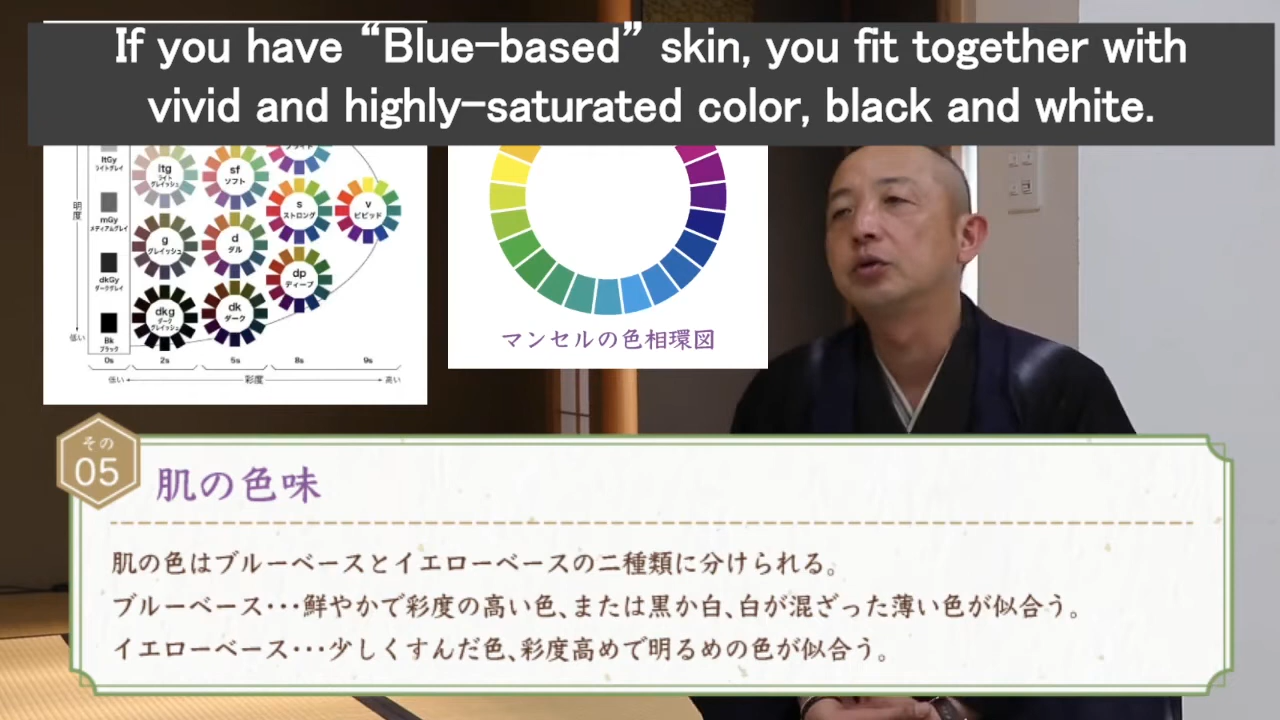 If you have “Blue-based” skin, you fit together with
vivid and highly-saturated color, black and white.
ltGy
ライトグレイ
mGy
メディアムグレイ
dkGy
ダークグレイ
Bk
ブラック
明度
低い
ltg
ライト
グレイッシュ
sf
ソフト
ブライト
s
ストロング
v
ビビッド
g
グレイッシュ
d
ダル
dp
ディープ
dkg
ダーク
グレイッシュ
dk
ダーク
0s
2s
5s
8s
9s
低い
彩度
高い
マンセルの色相環図
その
05
肌の色味
肌の色はブルーベースとイエローベースの二種類に分けられる。
ブルーベース･･･鮮やかで彩度の高い色、または黒か白、白が混ざった薄い色が似合う。
イエローベース･･･少しくすんだ色、彩度高めで明るめの色が似合う。